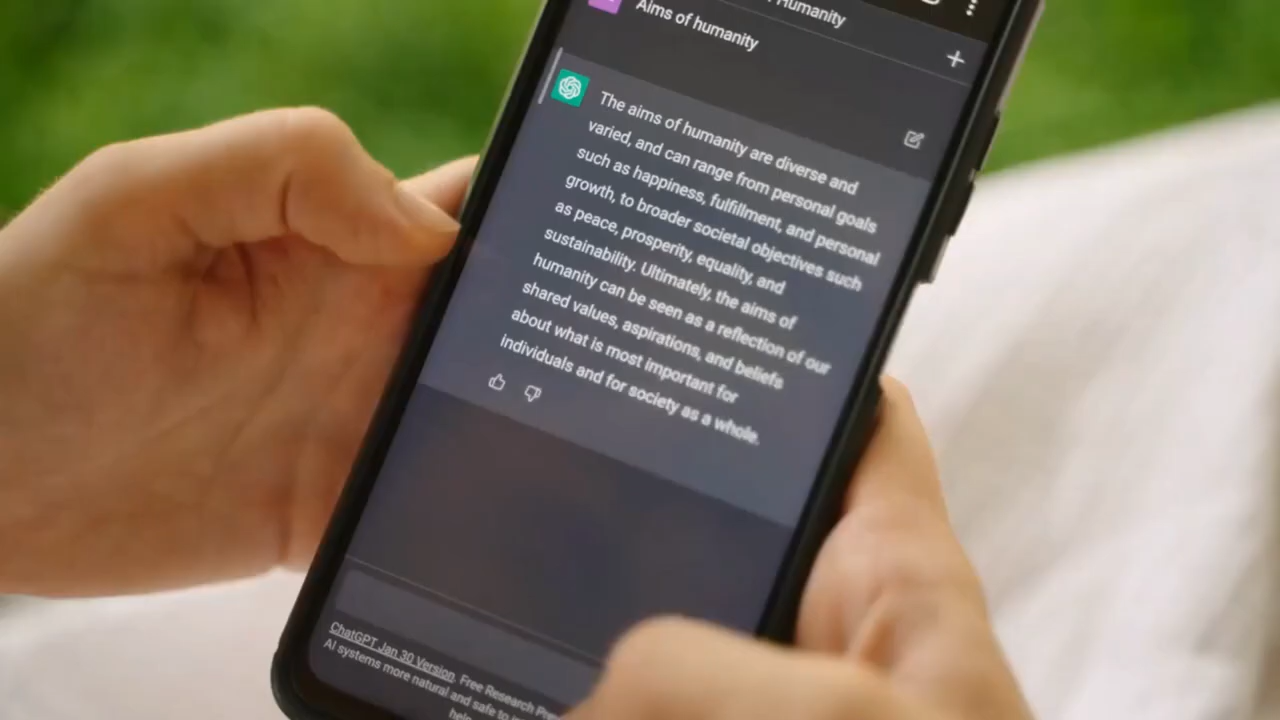 Humanity
Aims of humanity
The aims of humanity are diverse and
varied, and can range from personal goals
such as happiness, fulfillment, and personal
growth, to broader societal objectives such
as peace, prosperity, equality, and
sustainability. Ultimately, the aims of
humanity can be seen as a reflection of our
shared values, aspirations, and beliefs
about what is most important for
individuals and for society as a whole.
ChatGPT Jan 30 Version. Free Research
AI systems more natural and safe to